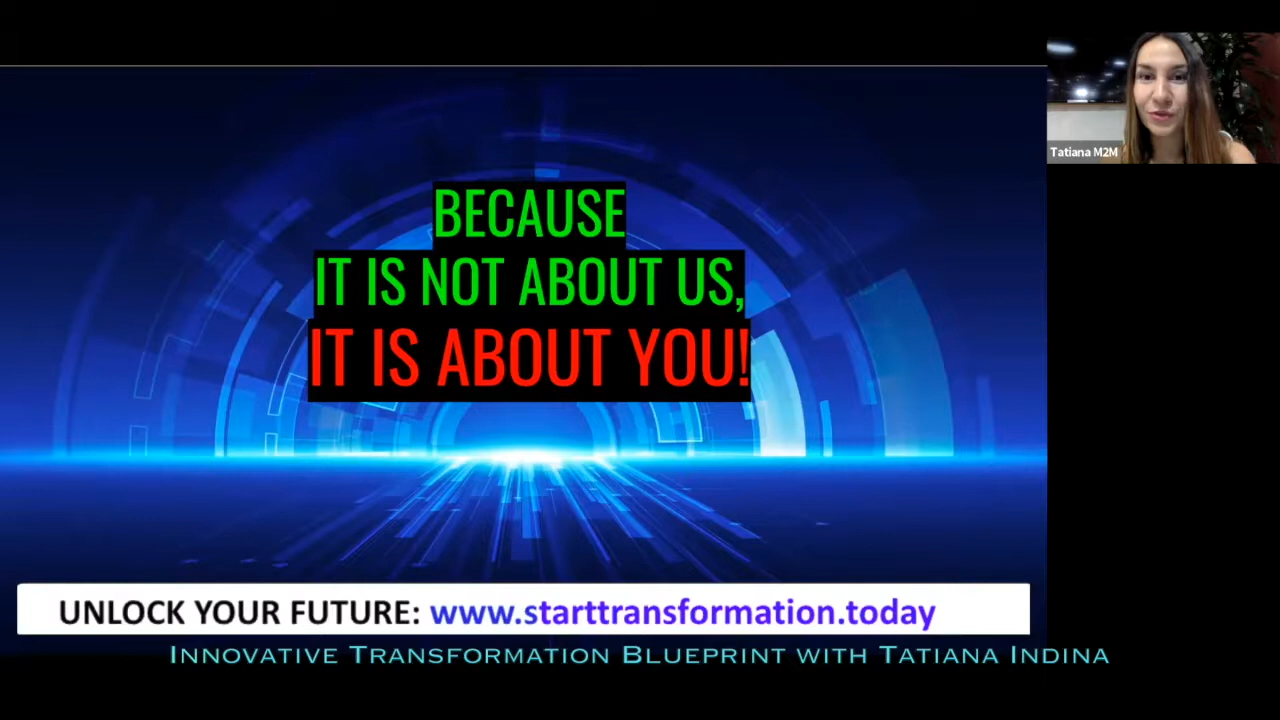 Tatiana M2M
BECAUSE
IT IS NOT ABOUT US,
IT IS ABOUT YOU!
UNLOCK YOUR FUTURE: www.starttransformation.today
INNOVATIVE TRANSFORMATION BLUEPRINT WITH TATIANA INDINA